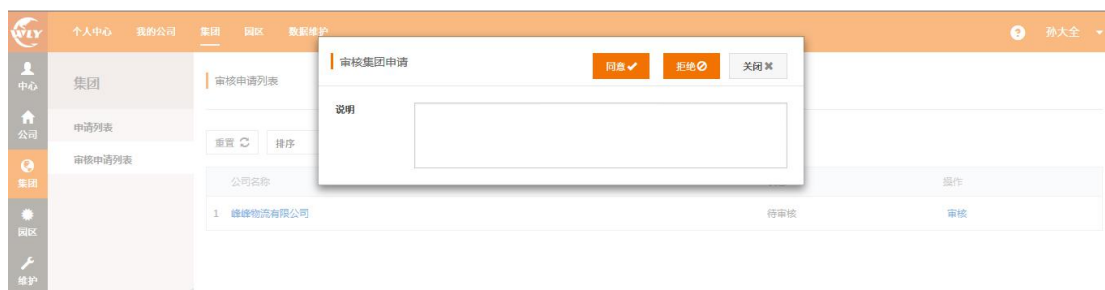 WLY 个人中心 我的公司 集团 园区 数据维护 孙大全
中心
公司
集团
园区
维护
集团
申请列表
审核申请列表
审核申请列表
重置 排序
审核集团申请 同意 拒绝 关闭
说明
公司名称 操作
1 峰峰物流有限公司 待审核 审核